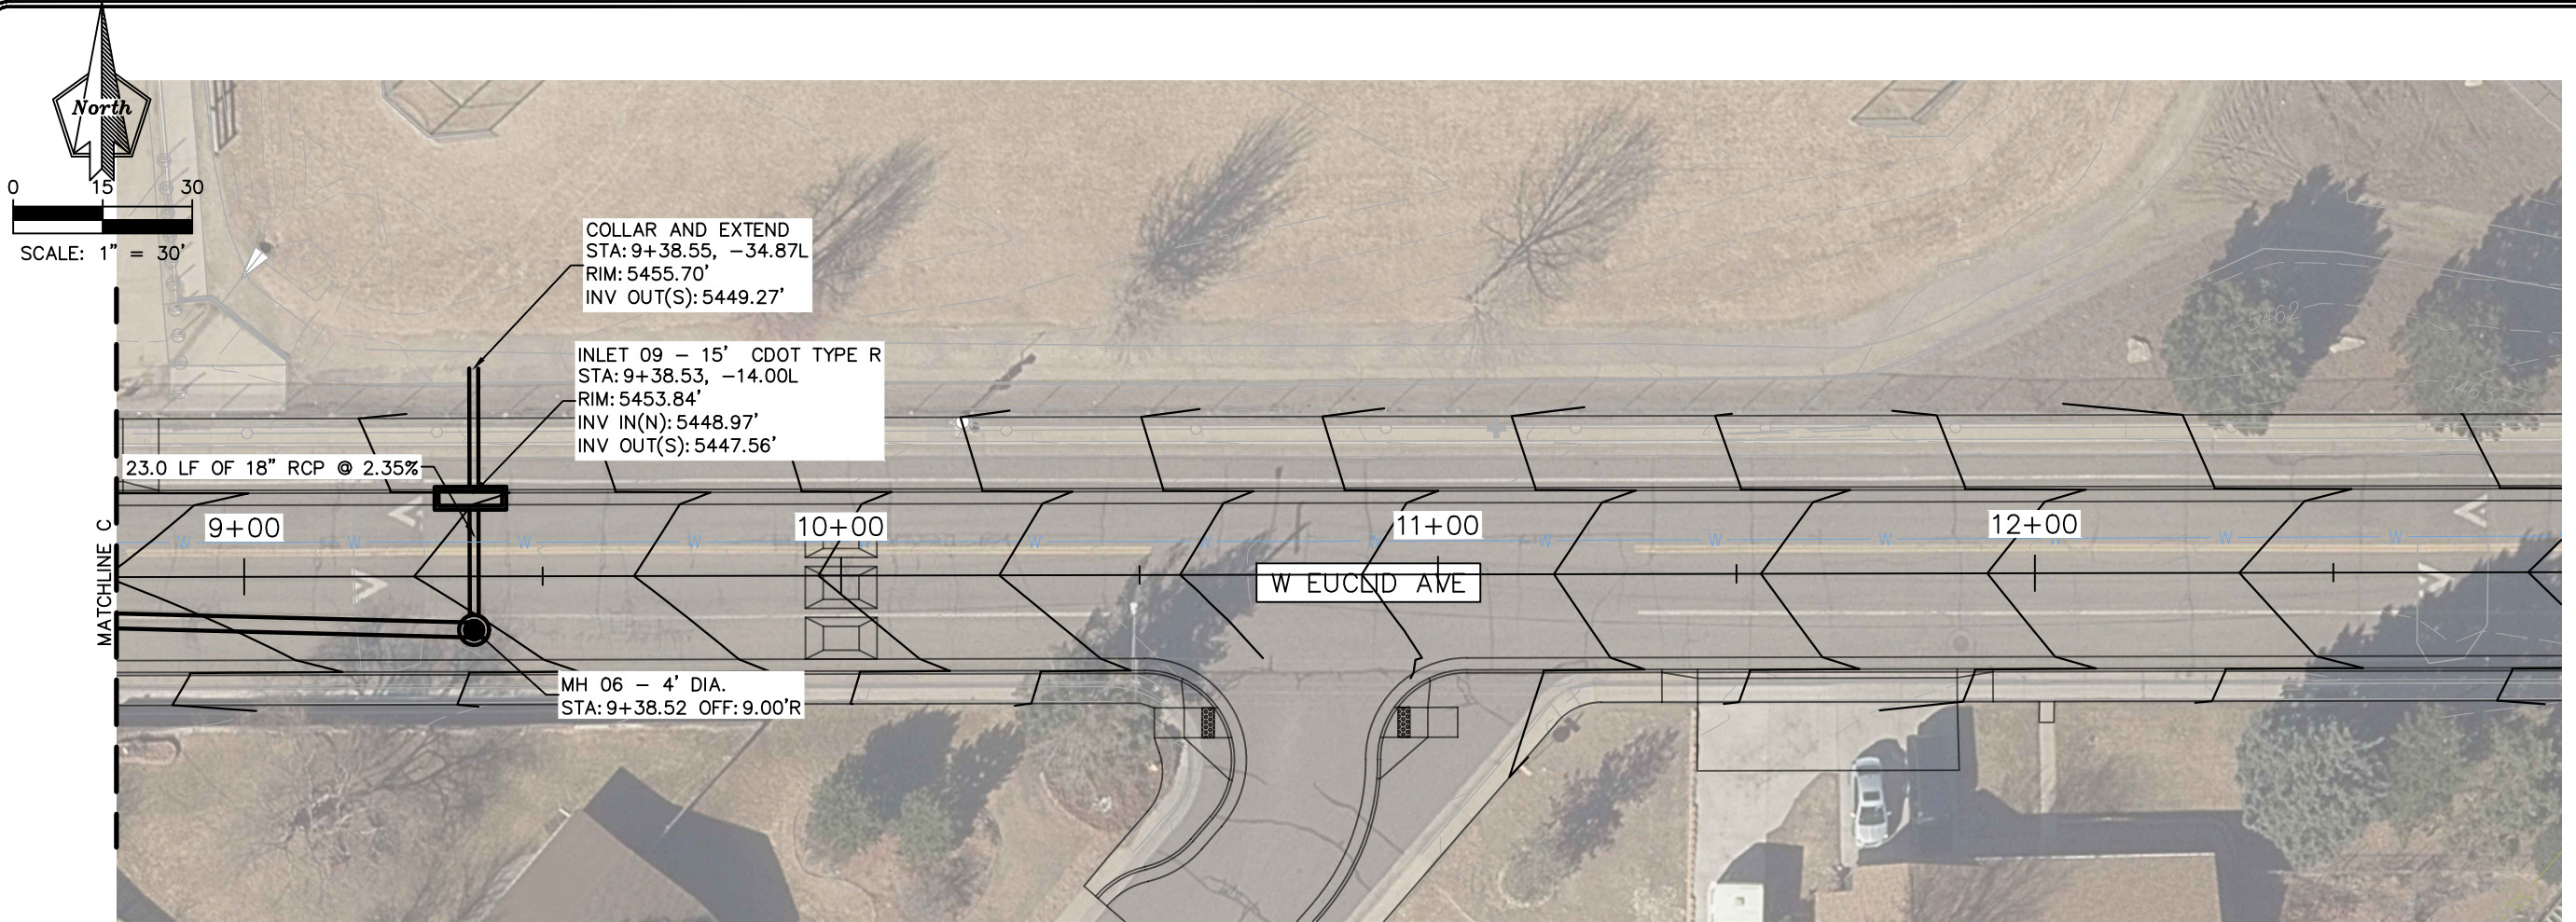 North
0 15 30
SCALE: 1" = 30'
COLLAR AND EXTEND
STA: 9+38.55, -34.87L
RIM: 5455.70'
INV OUT(S): 5449.27'
INLET 09 - 15' CDOT TYPE R
STA: 9+38.53, -14.00L
RIM: 5453.84'
INV IN(N): 5448.97'
INV OUT(S): 5447.56'
23.0 LF OF 18" RCP @ 2.35%
5462
5463
9+00
10+00
11+00
12+00
W W W W W W W W W W W W W
MATCHLINE C
W EUCLID AVE
MH 06 - 4' DIA.
STA: 9+38.52 OFF: 9.00'R